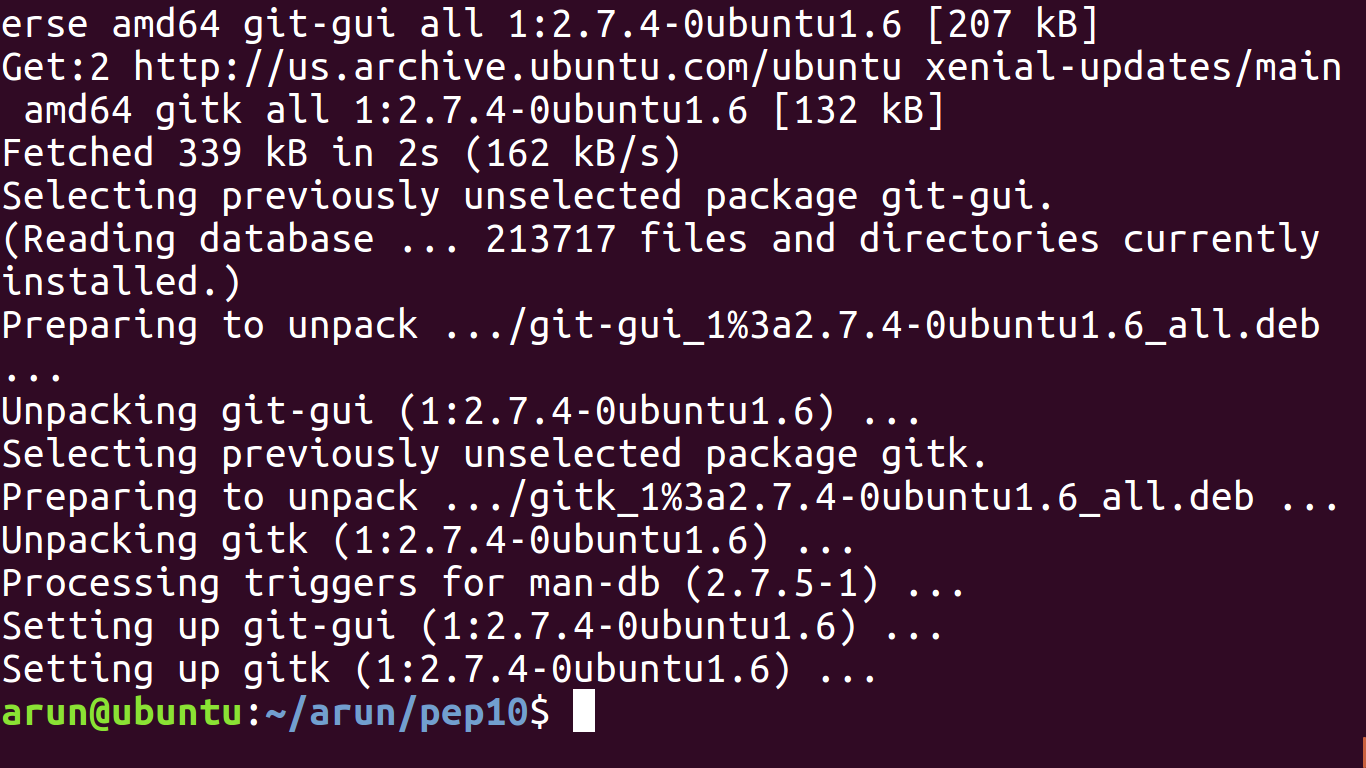 erse amd64 git-gui all 1:2.7.4-0ubuntu1.6 [207 kB]
Get:2 http://us.archive.ubuntu.com/ubuntu xenial-updates/main
 amd64 gitk all 1:2.7.4-0ubuntu1.6 [132 kB]
Fetched 339 kB in 2s (162 kB/s)
Selecting previously unselected package git-gui.
(Reading database ... 213717 files and directories currently
installed.)
Preparing to unpack .../git-gui_1%3a2.7.4-0ubuntu1.6_all.deb
...
Unpacking git-gui (1:2.7.4-0ubuntu1.6) ...
Selecting previously unselected package gitk.
Preparing to unpack .../gitk_1%3a2.7.4-0ubuntu1.6_all.deb ...
Unpacking gitk (1:2.7.4-0ubuntu1.6) ...
Processing triggers for man-db (2.7.5-1) ...
Setting up git-gui (1:2.7.4-0ubuntu1.6) ...
Setting up gitk (1:2.7.4-0ubuntu1.6) ...
arun@ubuntu:~/arun/pep10$